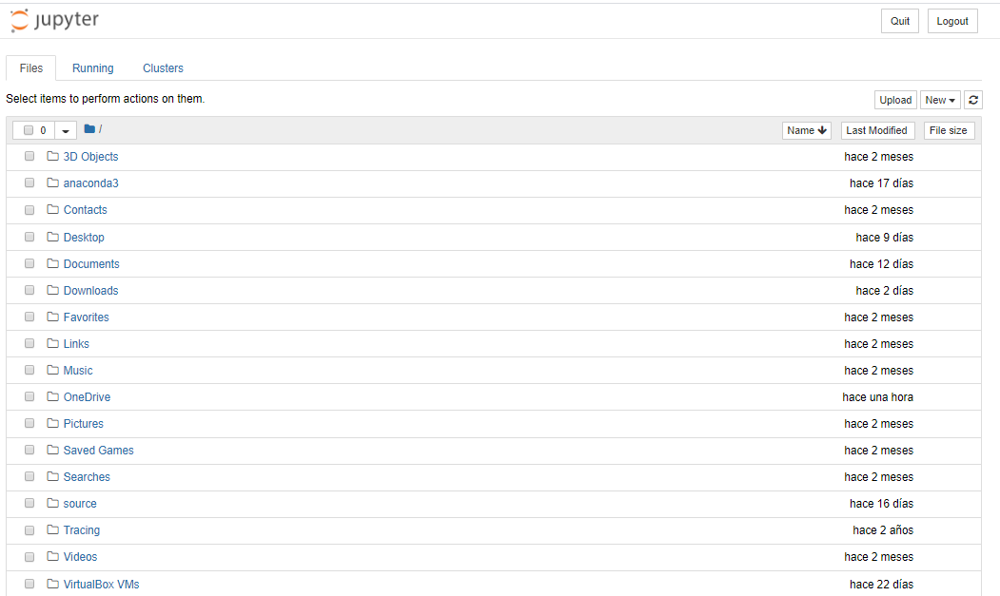 jupyter Quit Logout
Files Running Clusters
Select items to perform actions on them. Upload New
0 / Name Last Modified File size
3D Objects hace 2 meses
anaconda3 hace 17 días
Contacts hace 2 meses
Desktop hace 9 días
Documents hace 12 días
Downloads hace 2 días
Favorites hace 2 meses
Links hace 2 meses
Music hace 2 meses
OneDrive hace una hora
Pictures hace 2 meses
Saved Games hace 2 meses
Searches hace 2 meses
source hace 16 días
Tracing hace 2 años
Videos hace 2 meses
VirtualBox VMs hace 22 días